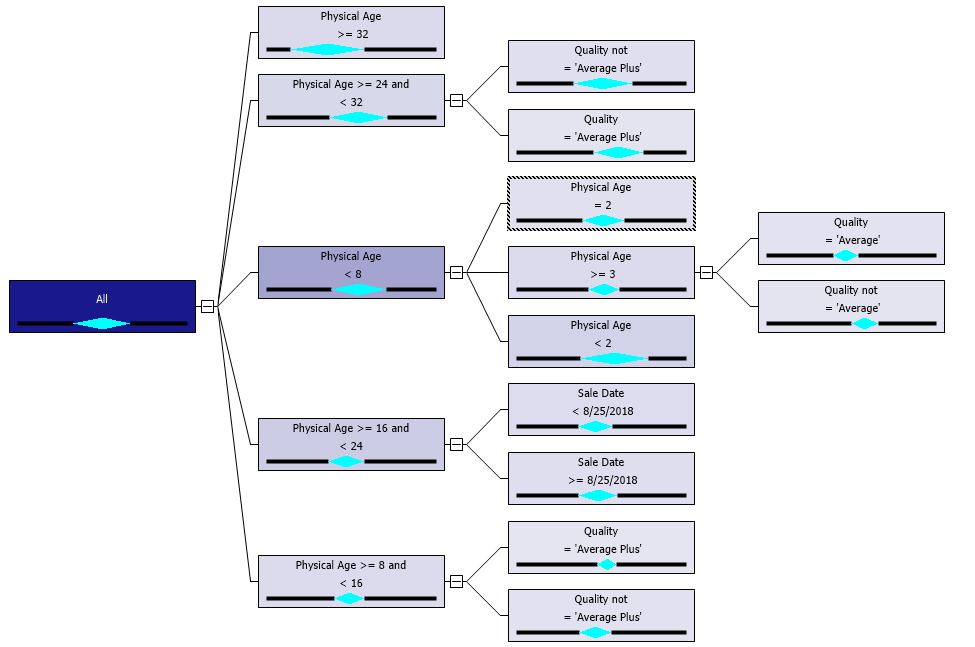 All
Physical Age
>= 32
Physical Age >= 24 and
< 32
Quality not
= 'Average Plus'
Quality
= 'Average Plus'
Physical Age
< 8
Physical Age
= 2
Physical Age
>= 3
Quality
= 'Average'
Quality not
= 'Average'
Physical Age
< 2
Physical Age >= 16 and
< 24
Sale Date
< 8/25/2018
Sale Date
>= 8/25/2018
Physical Age >= 8 and
< 16
Quality
= 'Average Plus'
Quality not
= 'Average Plus'